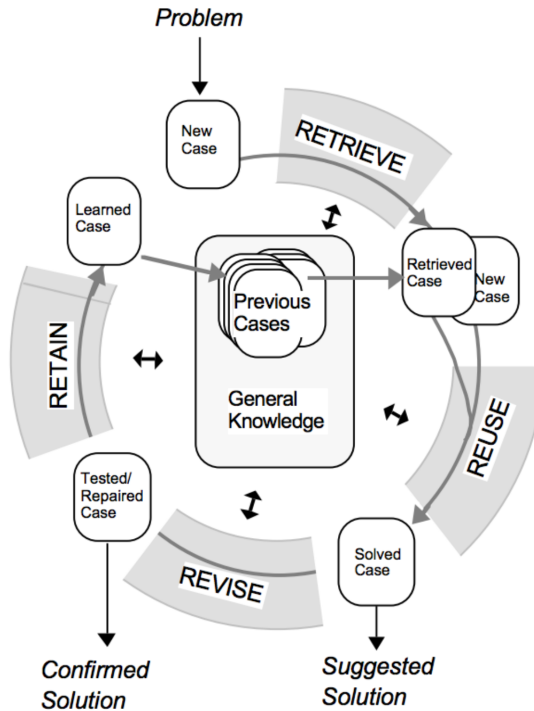 Problem
New
Case
RETRIEVE
Learned
Case
Retrieved
Case
New
Case
Previous
Cases
General
Knowledge
RETAIN
REUSE
Tested/
Repaired
Case
REVISE
Solved
Case
Confirmed
Solution
Suggested
Solution